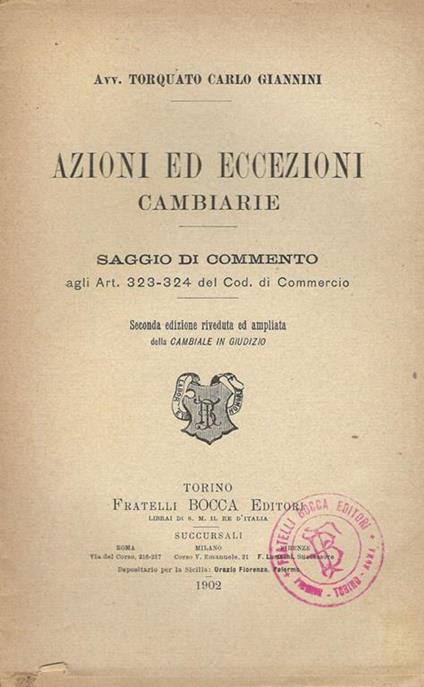 Avv. TORQUATO CARLO GIANNINI
AZIONI ED ECCEZIONI
CAMBIARIE
SAGGIO DI COMMENTO
agli Art. 323-324 del Cod. di Commercio
Seconda edizione riveduta ed ampliata
della CAMBIALE IN GIUDIZIO
TORINO
FRATELLI BOCCA EDITORI
LIBRAI DI S. M. IL RE D'ITALIA
SUCCURSALI
ROMA MILANO FIRENZE
Via del Corso, 216-217 Corso V. Emanuele, 21 F. Lumachi, Successore
Depositario per la Sicilia: Orazio Fiorenza, Palermo
1902
FRATELLI BOCCA EDITORI
TORINO - ROMA